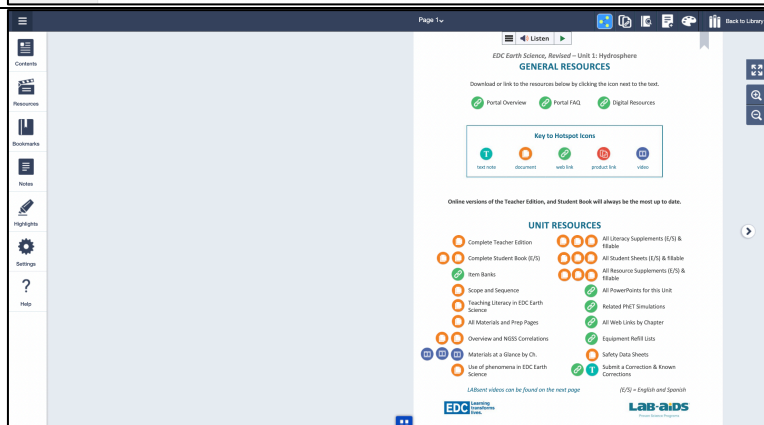 Page 1
Back to Library
Contents
Resources
Bookmarks
Notes
Highlights
Settings
?
Help
Listen
EDC Earth Science, Revised – Unit 1: Hydrosphere
GENERAL RESOURCES
Download or link to the resources below by clicking the icon next to the text.
Portal Overview
Portal FAQ
Digital Resources
Key to Hotspot Icons
T
text note
document
web link
product link
video
Online versions of the Teacher Edition, and Student Book will always be the most up to date.
UNIT RESOURCES
Complete Teacher Edition
Complete Student Book (E/S)
Item Banks
Scope and Sequence
Teaching Literacy in EDC Earth
Science
All Materials and Prep Pages
Overview and NGSS Correlations
Materials at a Glance by Ch.
Use of phenomena in EDC Earth
Science
All Literacy Supplements (E/S) &
fillable
All Student Sheets (E/S) & fillable
All Resource Supplements (E/S) &
fillable
All PowerPoints for this Unit
Related PhET Simulations
All Web Links by Chapter
Equipment Refill Lists
Safety Data Sheets
T
Submit a Correction & Known
Corrections
LABsent videos can be found on the next page
(E/S) = English and Spanish
EDC
Learning
transforms
lives.
LAB-AIDS
Proven Science Programs